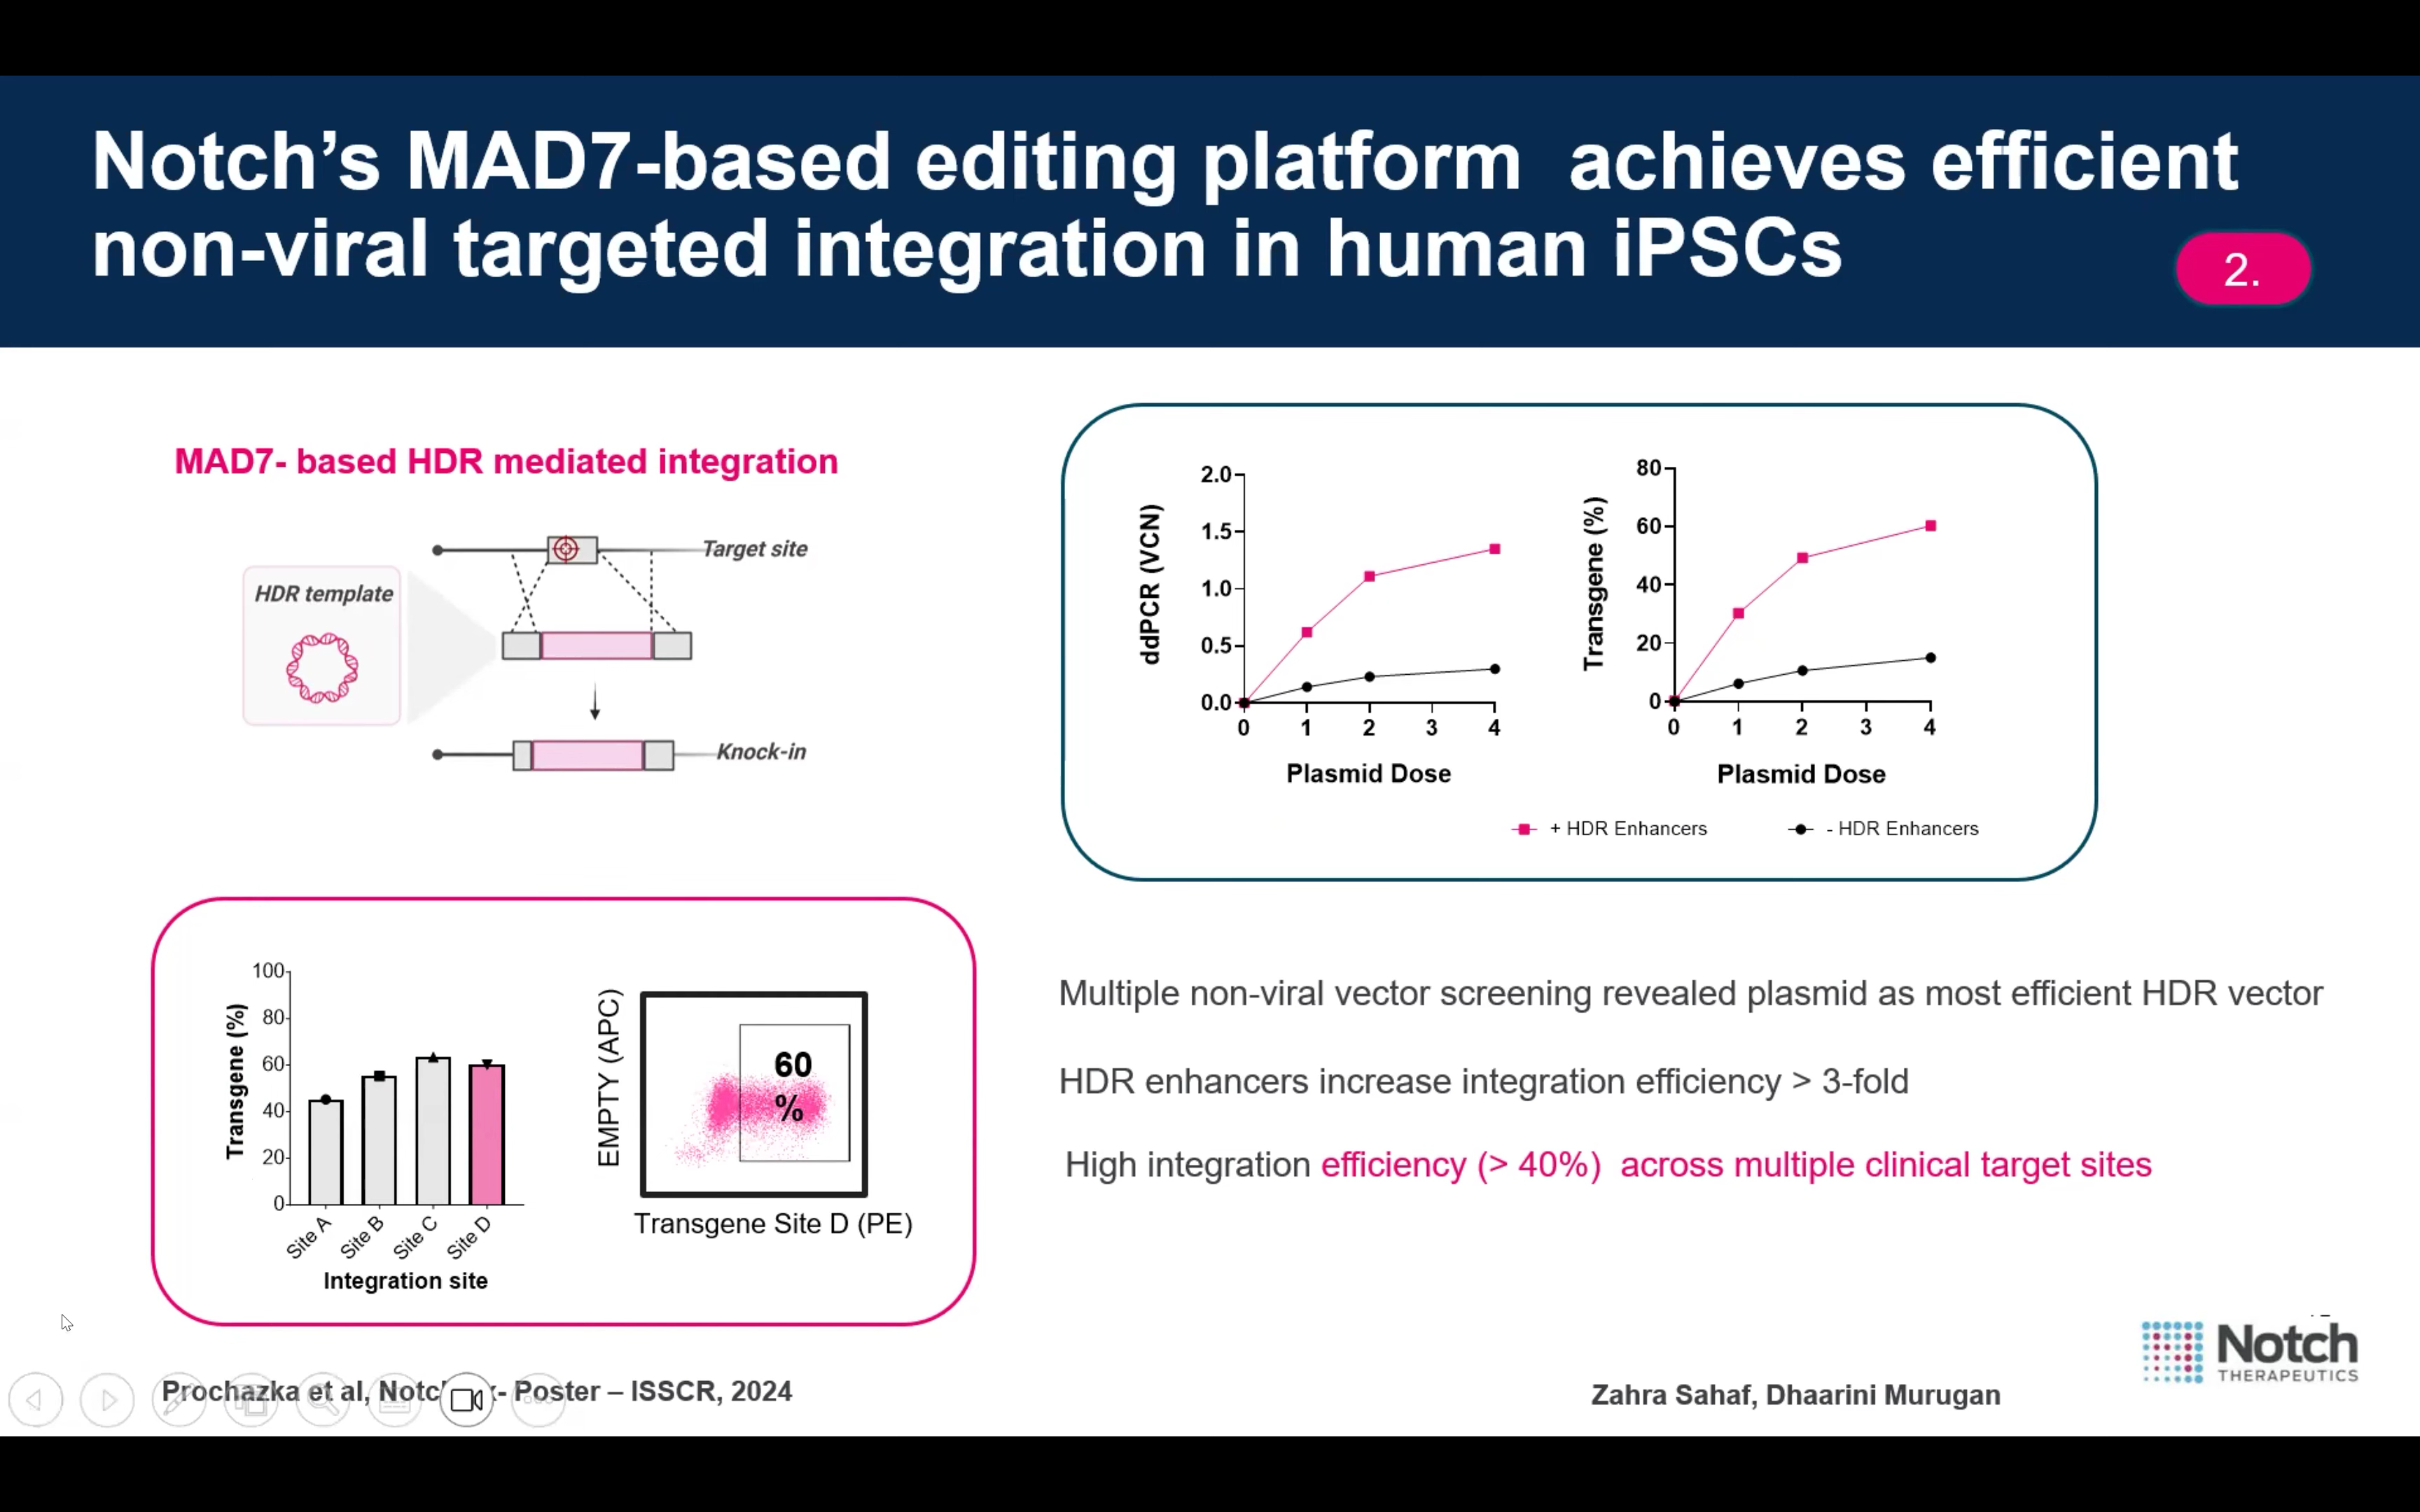 Notch's MAD7-based editing platform  achieves efficient
non-viral targeted integration in human iPSCs
2.
MAD7- based HDR mediated integration
Target site
HDR template
Knock-in
ddPCR (VCN)
2.0
1.5
1.0
0.5
0.0
0 1 2 3 4
Plasmid Dose
Transgene (%)
80
60
40
20
0
0 1 2 3 4
Plasmid Dose
+ HDR Enhancers
- HDR Enhancers
Transgene (%)
100
80
60
40
20
0
Site A
Site B
Site C
Site D
Integration site
EMPTY (APC)
60
%
Transgene Site D (PE)
Multiple non-viral vector screening revealed plasmid as most efficient HDR vector
HDR enhancers increase integration efficiency > 3-fold
High integration efficiency (> 40%)  across multiple clinical target sites
Prochazka et al, - Poster – ISSCR, 2024
Zahra Sahaf, Dhaarini Murugan
Notch
THERAPEUTICS